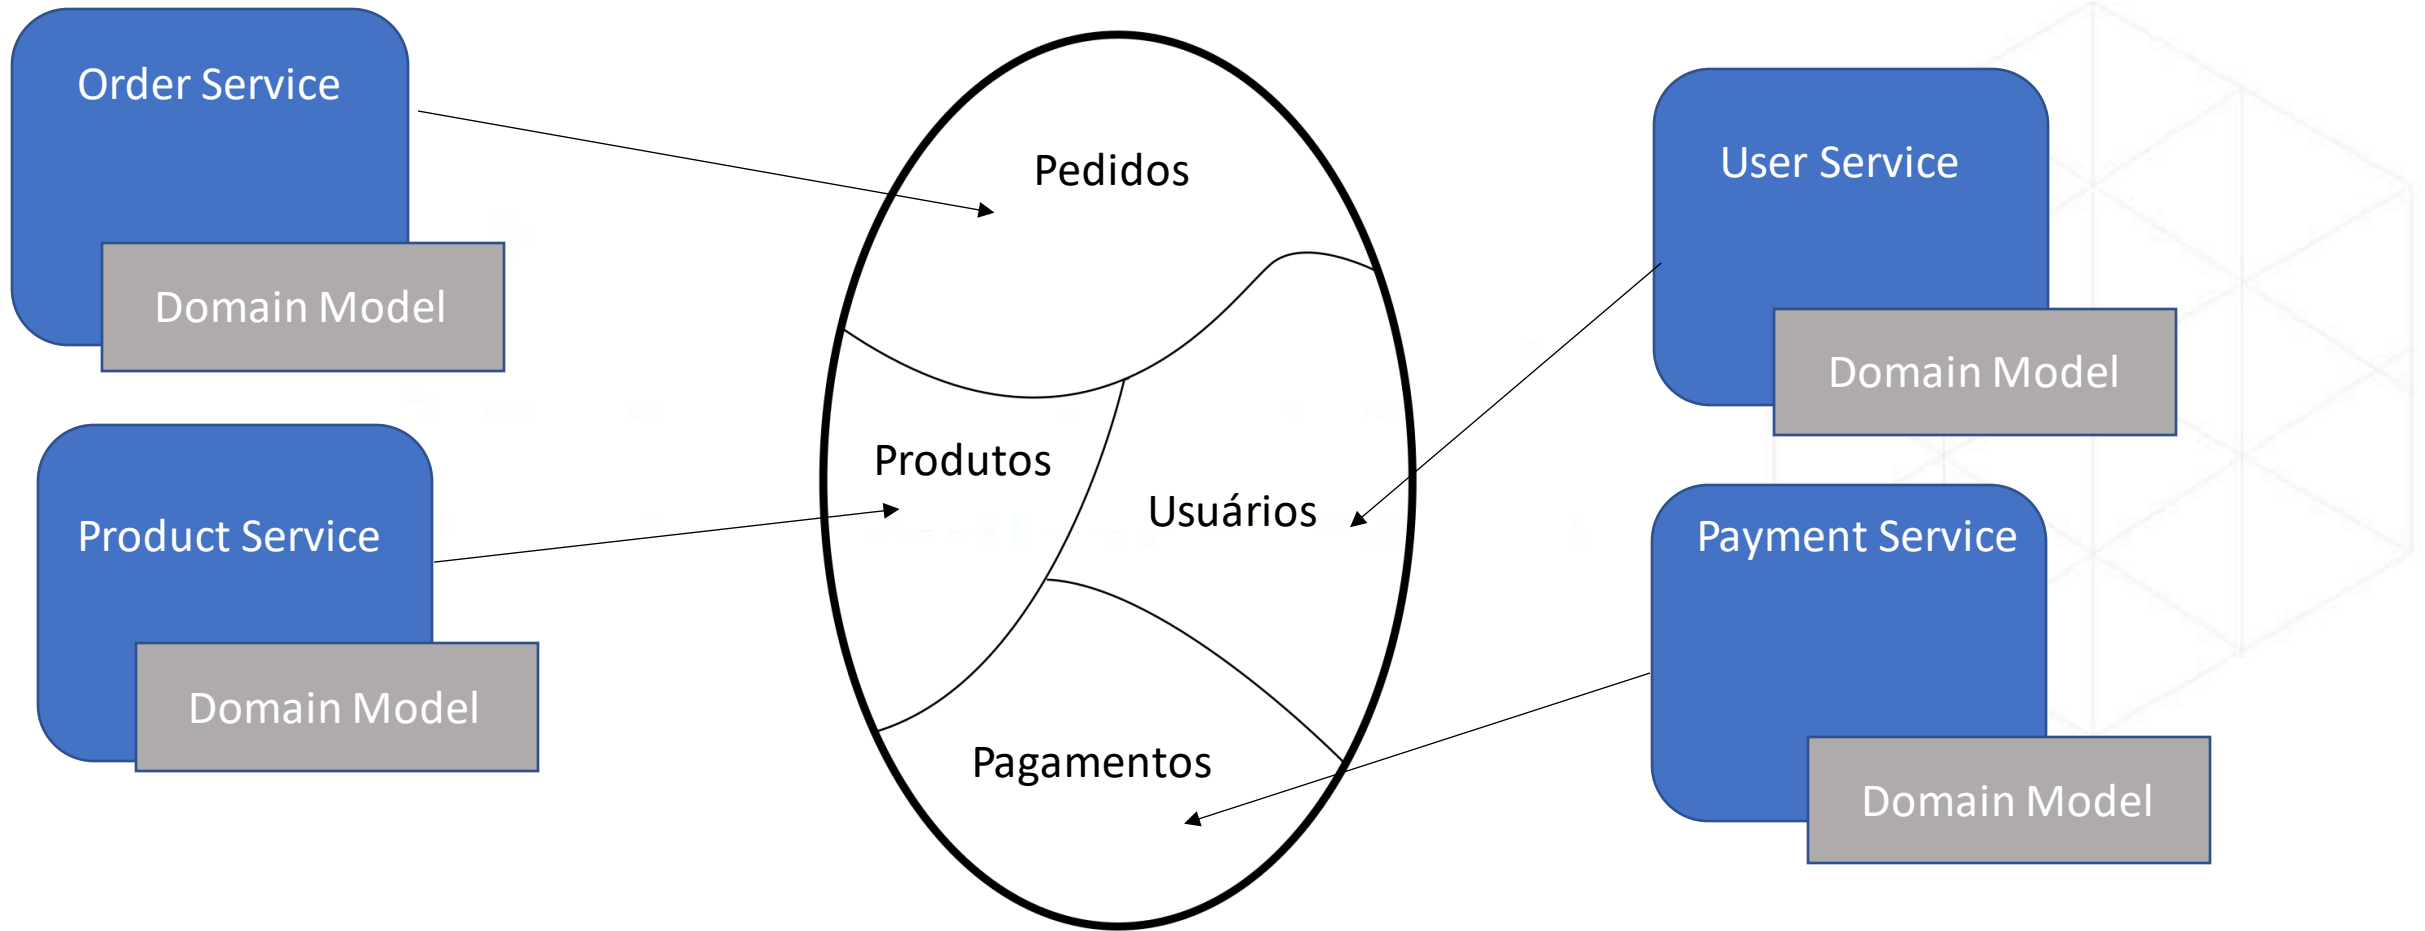 Order Service
Domain Model
Product Service
Domain Model
Pedidos
Produtos
Usuários
Pagamentos
User Service
Domain Model
Payment Service
Domain Model